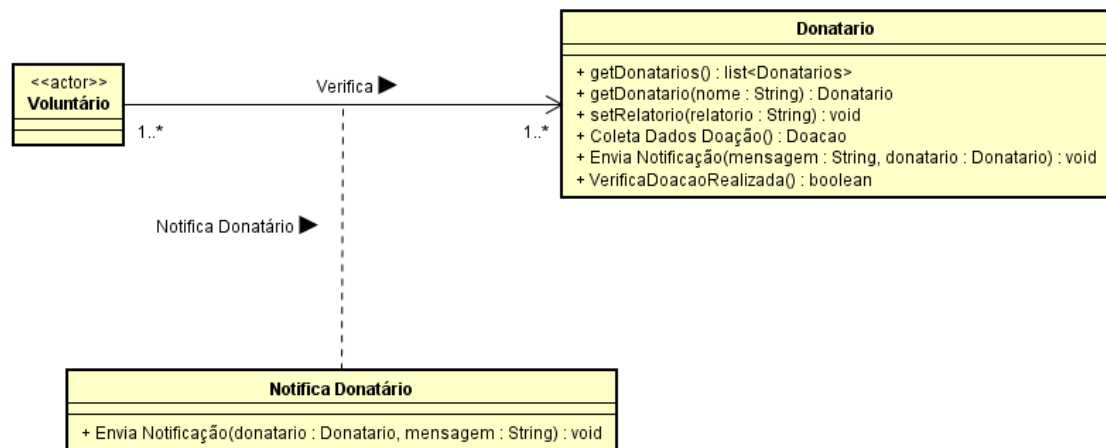 Donatario
+ getDonatarios() : list<Donatarios>
+ getDonatario(nome : String) : Donatario
+ setRelatorio(relatorio : String) : void
+ Coleta Dados Doação() : Doacao
+ Envia Notificação(mensagem : String, donatario : Donatario) : void
+ VerificaDoacaoRealizada() : boolean
<<actor>>
Voluntário
Verifica
1..*
1..*
Notifica Donatário
Notifica Donatário
+ Envia Notificação(donatario : Donatario, mensagem : String) : void